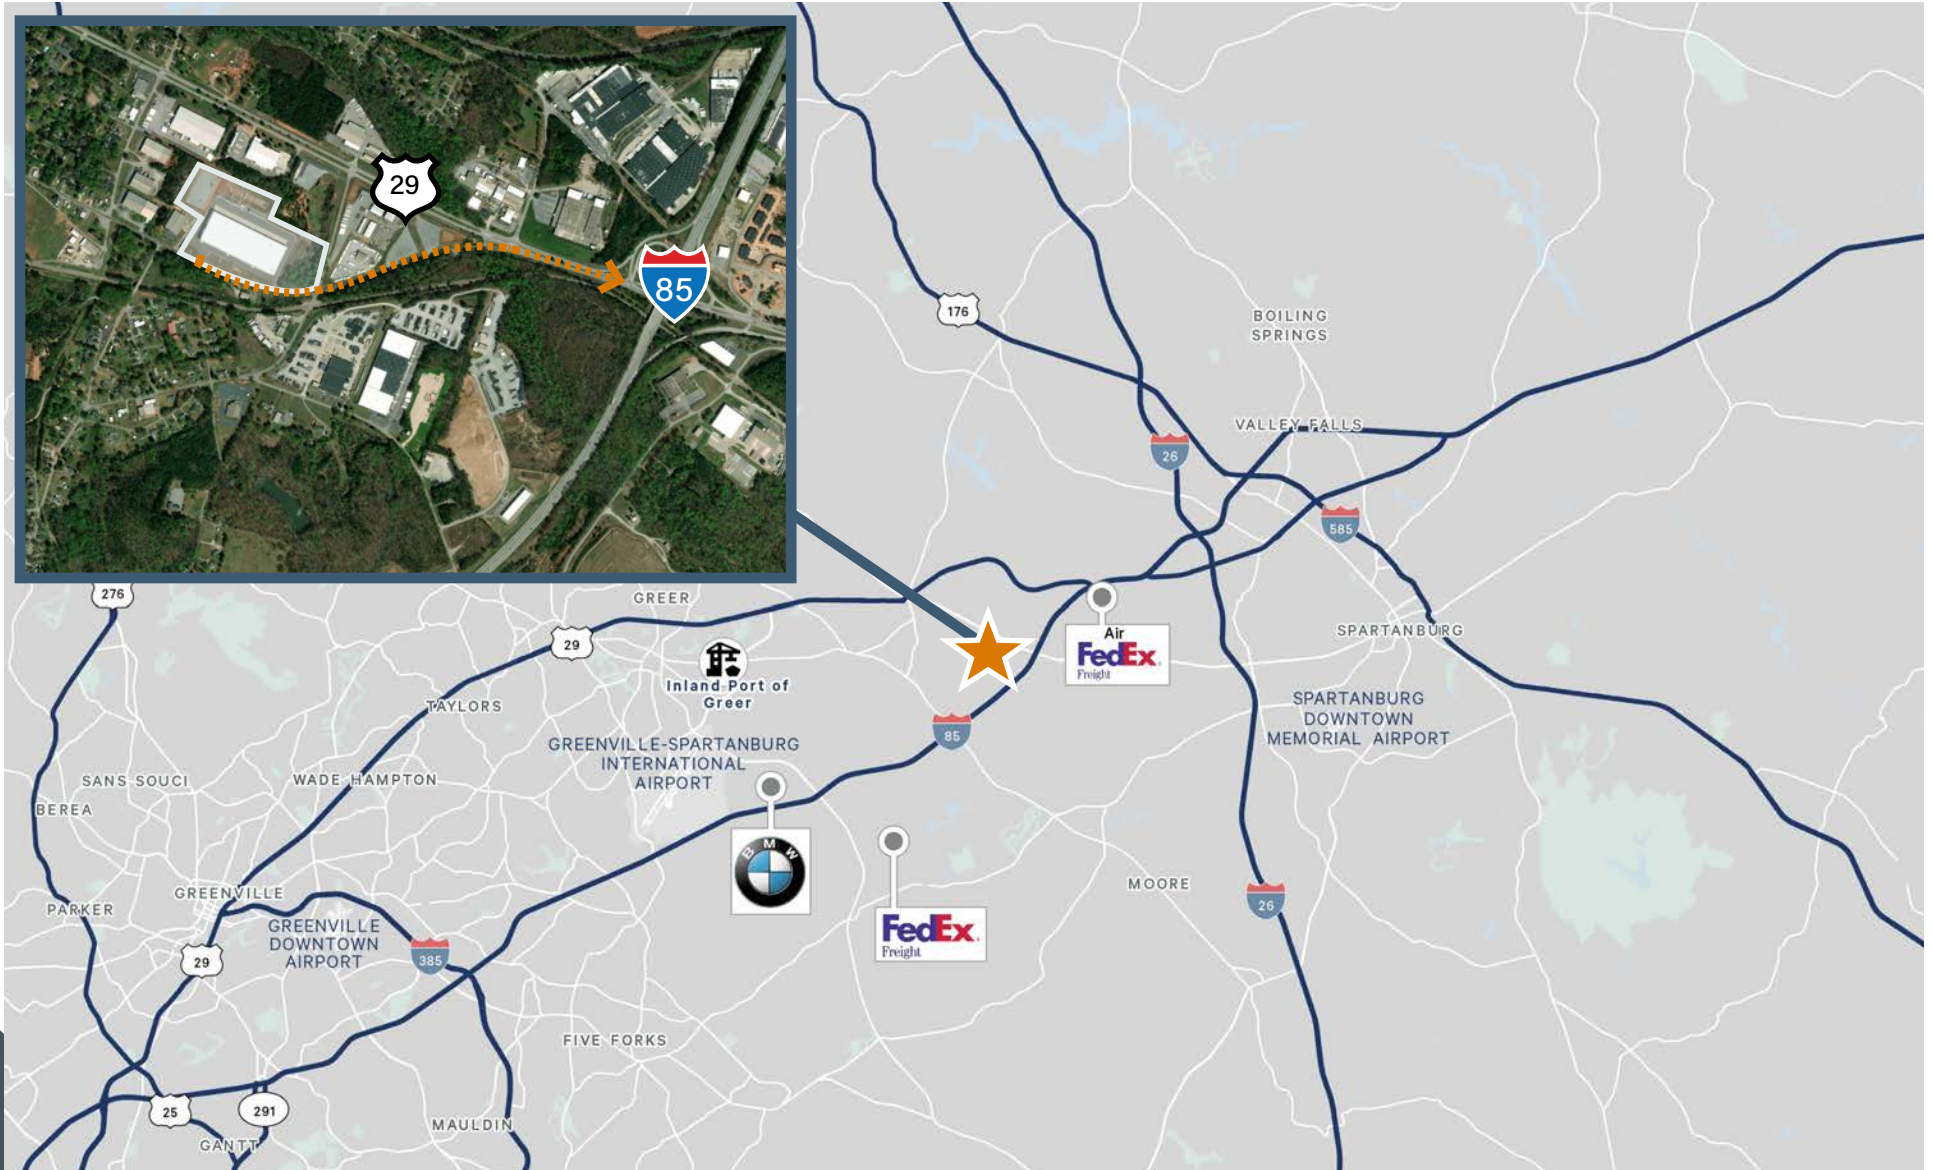 29
85
176
BOILING
SPRINGS
VALLEY FALLS
26
585
276
GREER
29
Air
FedEx
Freight
SPARTANBURG
Inland Port of
Greer
TAYLORS
SPARTANBURG
DOWNTOWN
MEMORIAL AIRPORT
85
GREENVILLE-SPARTANBURG
INTERNATIONAL
AIRPORT
SANS SOUCI
WADE HAMPTON
BEREA
BMW
FedEx
Freight
MOORE
26
GREENVILLE
PARKER
GREENVILLE
DOWNTOWN
AIRPORT
29
385
FIVE FORKS
25
291
MAULDIN
GANTT